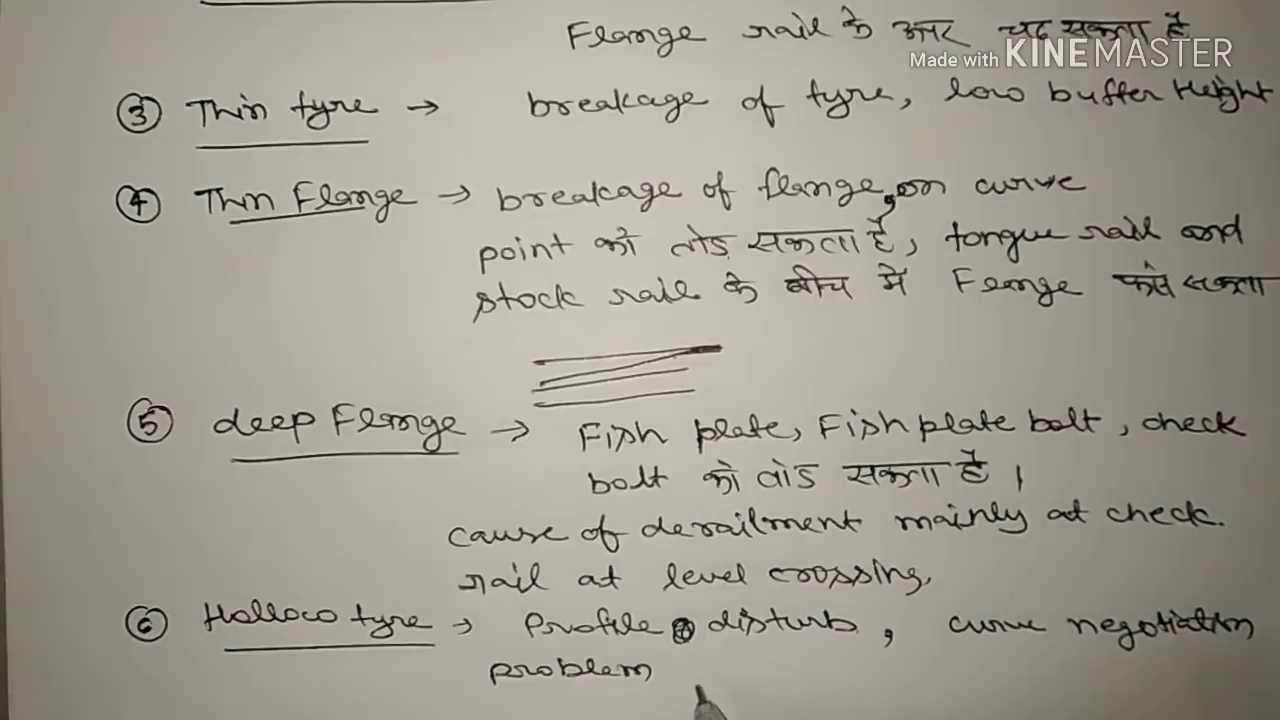 Flange rail के ऊपर चढ सकता है
Made with KINEMASTER
③ Thin tyre → breakage of tyre, low buffer Height
④ Thin Flange → breakage of flange, on curve
point को तोड़ सकता है, tongue rail and
stock rail के बीच में Flange फंस सकता
⑤ deep Flange → Fish plate, Fish plate bolt, check
bolt को तोड सकता है।
cause of derailment mainly at check.
rail at level crossing.
⑥ Hollow tyre → Profile disturb, curve negotiation
problem